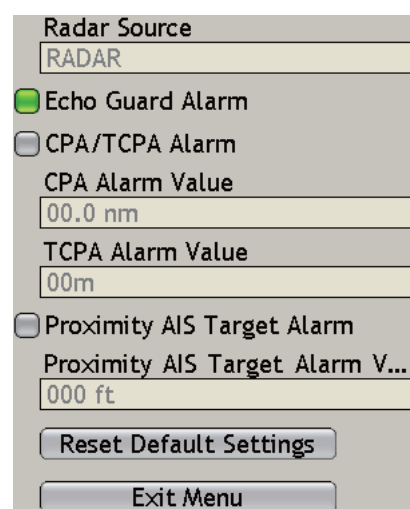 Radar Source
RADAR
Echo Guard Alarm
CPA/TCPA Alarm
CPA Alarm Value
00.0 nm
TCPA Alarm Value
00m
Proximity AIS Target Alarm
Proximity AIS Target Alarm V...
000 ft
Reset Default Settings
Exit Menu